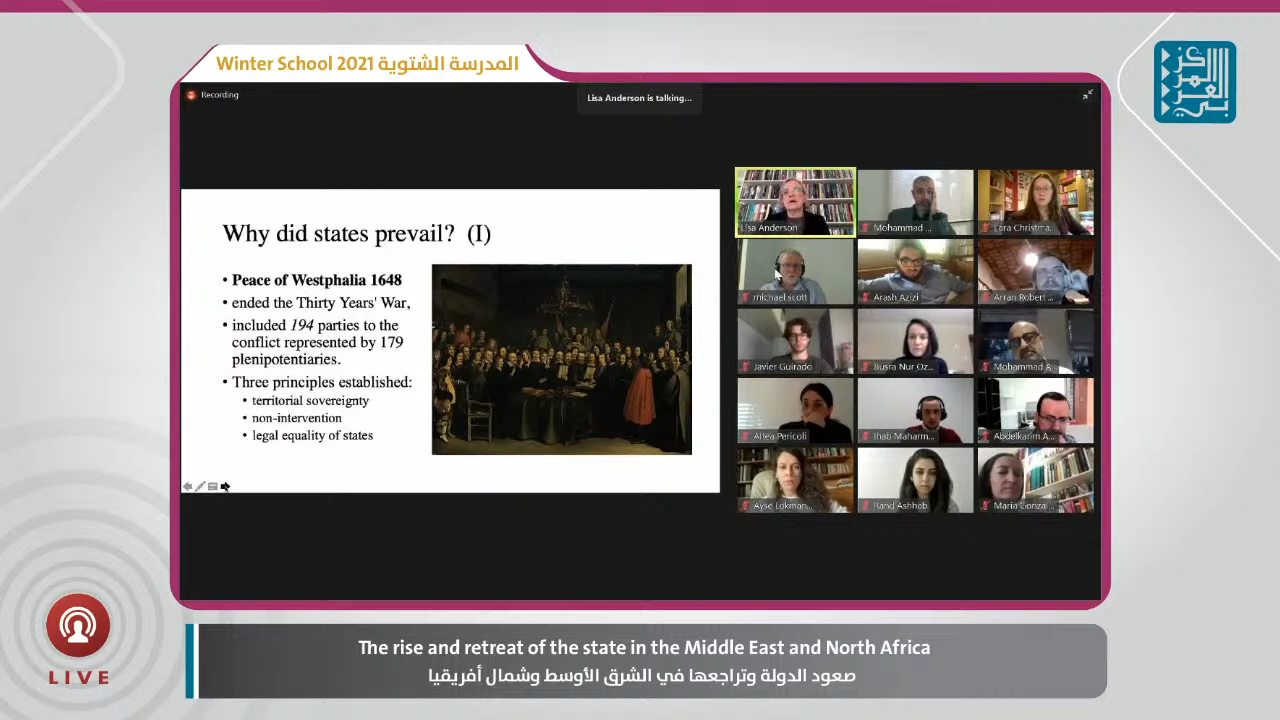 Winter School 2021 المدرسة الشتوية
المركز العربي
Recording
Lisa Anderson is talking...
Why did states prevail? (I)
• Peace of Westphalia 1648
• ended the Thirty Years' War,
• included 194 parties to the
conflict represented by 179
plenipotentiaries.
• Three principles established:
• territorial sovereignty
• non-intervention
• legal equality of states
Lisa Anderson
Mohammad ...
Lara Christma...
michael scott
Arash Azizi
Arran Robert ...
Javier Guirado
Busra Nur Oz...
Mohammad A...
Altea Pericoli
Ihab Maharm...
Abdelkarim A...
Ayse Lokman...
Rand Ashhab
Maria Gonza...
LIVE
The rise and retreat of the state in the Middle East and North Africa
صعود الدولة وتراجعها في الشرق الأوسط وشمال أفريقيا